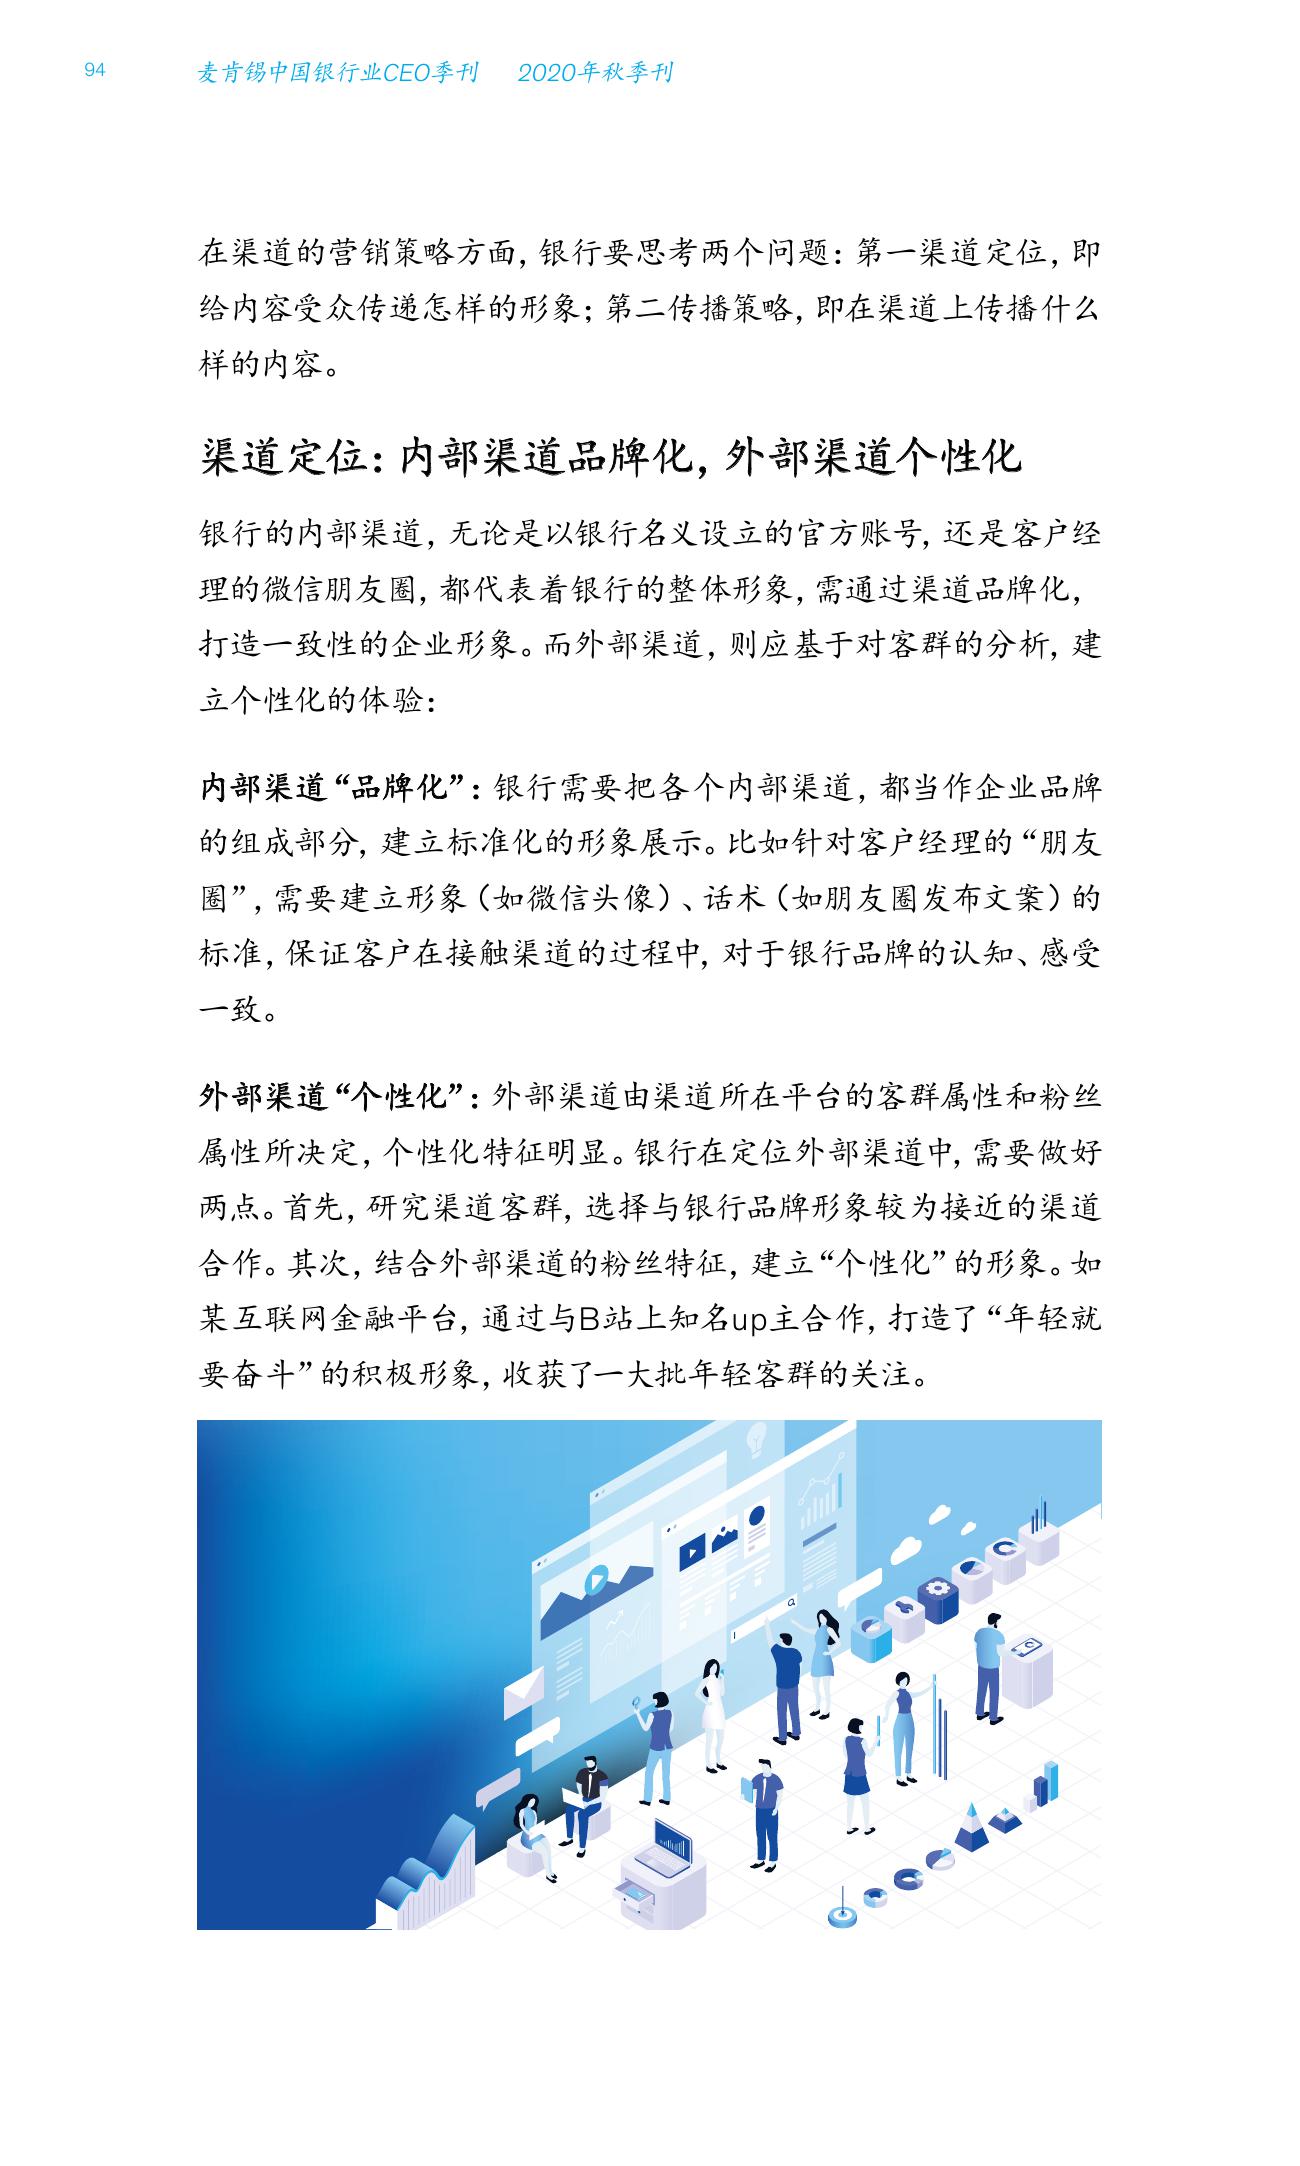 94
麦肯锡中国银行业CEO季刊 2020年秋季刊
在渠道的营销策略方面，银行要思考两个问题：第一渠道定位，即
给内容受众传递怎样的形象；第二传播策略，即在渠道上传播什么
样的内容。
渠道定位：内部渠道品牌化，外部渠道个性化
银行的内部渠道，无论是以银行名义设立的官方账号，还是客户经
理的微信朋友圈，都代表着银行的整体形象，需通过渠道品牌化，
打造一致性的企业形象。而外部渠道，则应基于对客群的分析，建
立个性化的体验：
内部渠道“品牌化”：银行需要把各个内部渠道，都当作企业品牌
的组成部分，建立标准化的形象展示。比如针对客户经理的“朋友
圈”，需要建立形象（如微信头像）、话术（如朋友圈发布文案）的
标准，保证客户在接触渠道的过程中，对于银行品牌的认知、感受
一致。
外部渠道“个性化”：外部渠道由渠道所在平台的客群属性和粉丝
属性所决定，个性化特征明显。银行在定位外部渠道中，需要做好
两点。首先，研究渠道客群，选择与银行品牌形象较为接近的渠道
合作。其次，结合外部渠道的粉丝特征，建立“个性化”的形象。如
某互联网金融平台，通过与B站上知名up主合作，打造了“年轻就
要奋斗”的积极形象，收获了一大批年轻客群的关注。